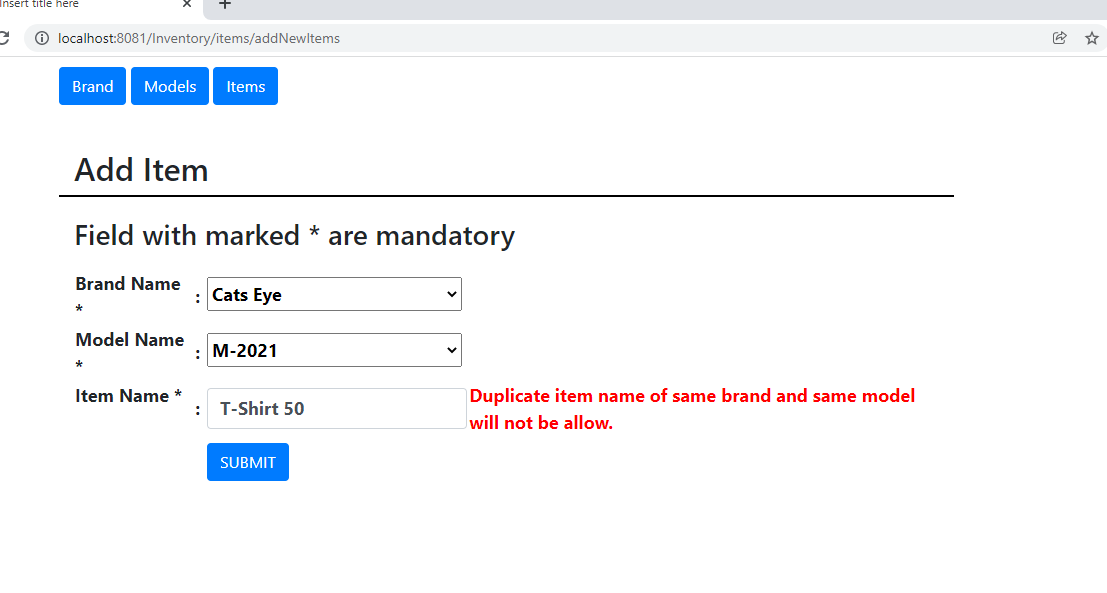 Insert title here
localhost:8081/Inventory/items/addNewItems
Brand Models Items
Add Item
Field with marked * are mandatory
Brand Name
*
: Cats Eye
Model Name
*
: M-2021
Item Name *
: T-Shirt 50
Duplicate item name of same brand and same model
will not be allow.
SUBMIT